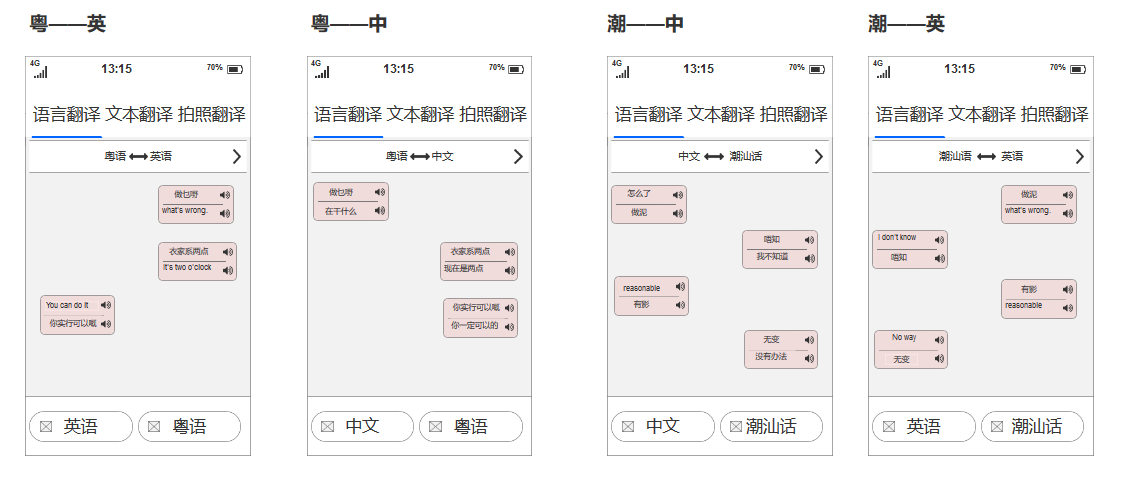 粤——英
4G
13:15
70%
语言翻译 文本翻译 拍照翻译
粤语 英语
做乜嘢
what's wrong.
衣家系两点
It's two o'clock
You can do it
你实行可以嘅
英语
粤语
粤——中
4G
13:15
70%
语言翻译 文本翻译 拍照翻译
粤语 中文
做乜嘢
在干什么
衣家系两点
现在是两点
你实行可以嘅
你一定可以的
中文
粤语
潮——中
4G
13:15
70%
语言翻译 文本翻译 拍照翻译
中文 潮汕话
怎么了
做泥
唔知
我不知道
reasonable
有影
无变
没有办法
中文
潮汕话
潮——英
4G
13:15
70%
语言翻译 文本翻译 拍照翻译
潮汕语 英语
做泥
what's wrong.
I don't know
唔知
有影
reasonable
No way
无变
英语
潮汕话